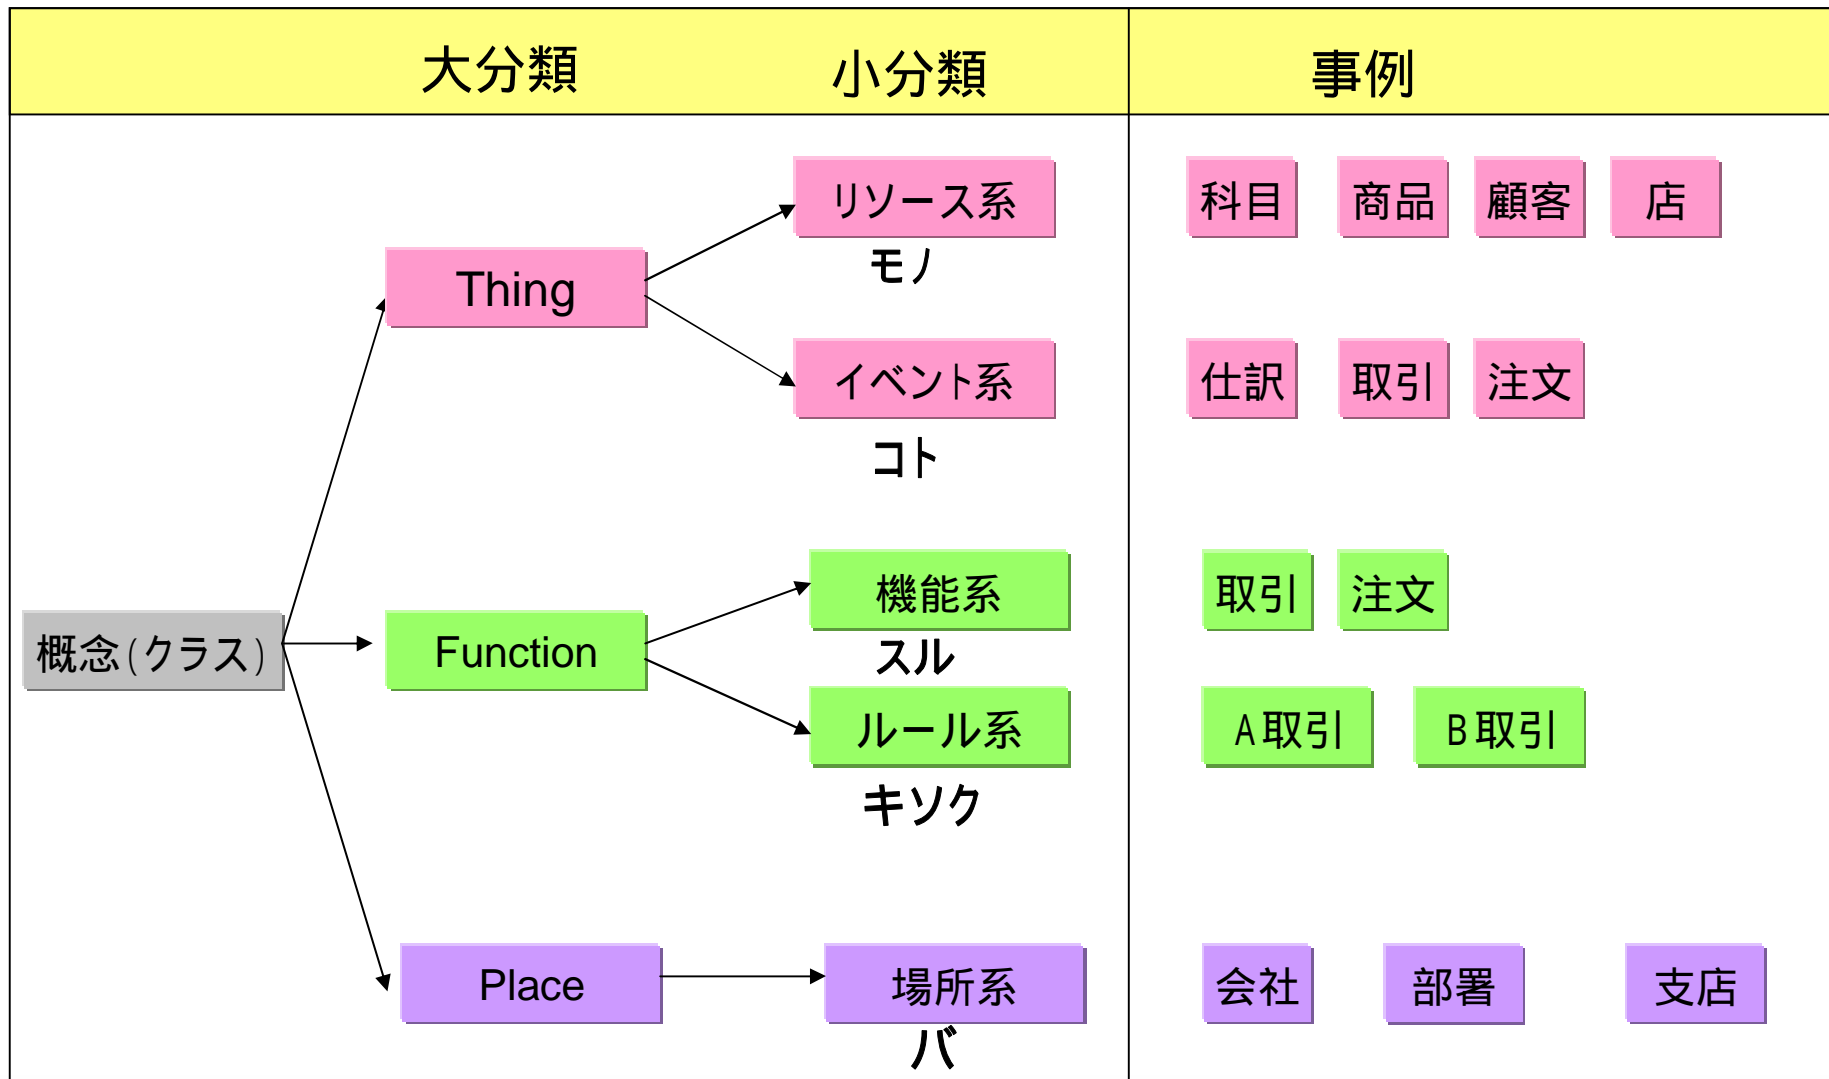 大分類 小分類 事例
リソース系 科目 商品 顧客 店
モノ
Thing
イベント系 仕訳 取引 注文
コト
機能系 取引 注文
概念(クラス) Function
スル
ルール系 A取引 B取引
キソク
Place 場所系 会社 部署 支店
バ